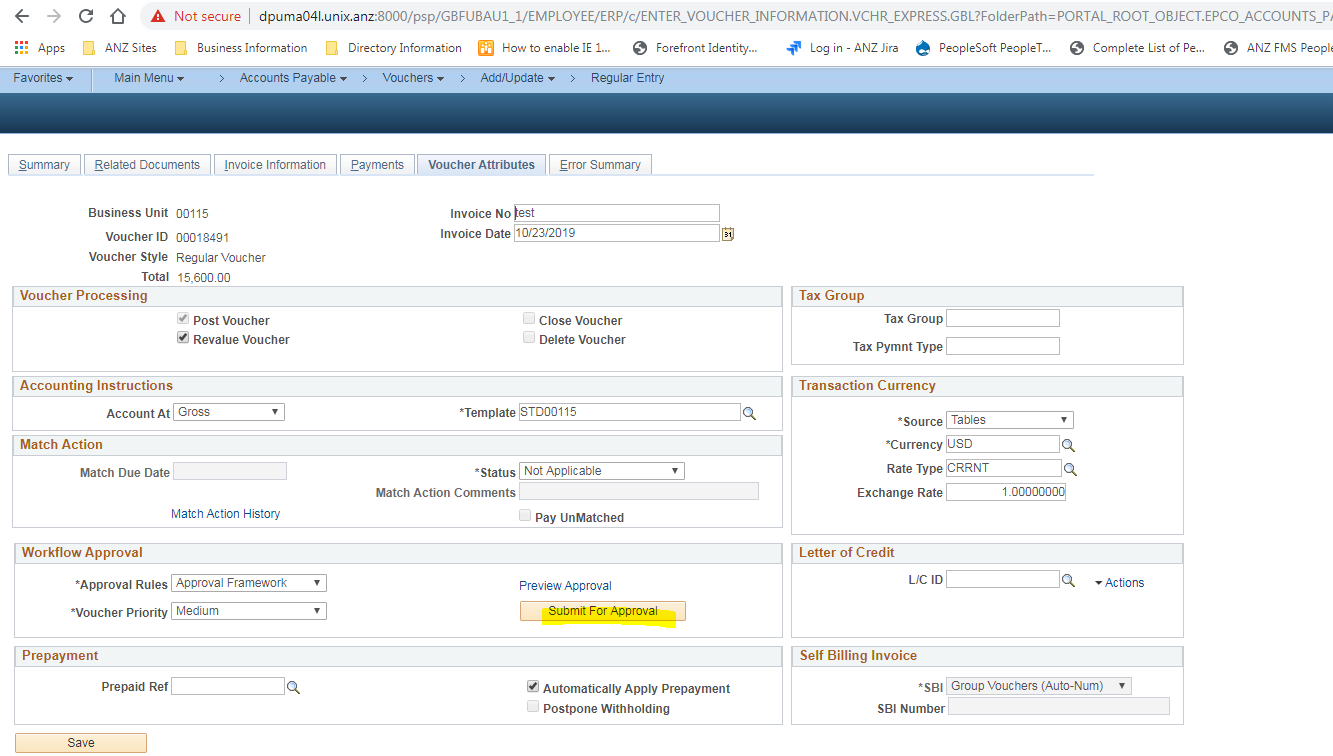 Not secure | dpuma04l.unix.anz:8000/psp/GBFUBAU1_1/EMPLOYEE/ERP/c/ENTER_VOUCHER_INFORMATION.VCHR_EXPRESS.GBL?FolderPath=PORTAL_ROOT_OBJECT.EPCO_ACCOUNTS_PA
Apps ANZ Sites Business Information Directory Information How to enable IE 1... Forefront Identity... Log in - ANZ Jira PeopleSoft PeopleT... Complete List of Pe... ANZ FMS People
Favorites Main Menu > Accounts Payable > Vouchers > Add/Update > Regular Entry
Summary Related Documents Invoice Information Payments Voucher Attributes Error Summary
Business Unit 00115 Invoice No test
Voucher ID 00018491 Invoice Date 10/23/2019 31
Voucher Style Regular Voucher
Total 15,600.00
Voucher Processing Tax Group
Post Voucher Close Voucher Tax Group
Revalue Voucher Delete Voucher Tax Pymnt Type
Accounting Instructions Transaction Currency
Account At Gross *Template STD00115 *Source Tables
Match Action *Currency USD
Match Due Date *Status Not Applicable Rate Type CRRNT
Match Action Comments Exchange Rate 1.00000000
Match Action History Pay UnMatched
Workflow Approval Letter of Credit
*Approval Rules Approval Framework Preview Approval L/C ID Actions
*Voucher Priority Medium Submit For Approval
Prepayment Self Billing Invoice
Prepaid Ref Automatically Apply Prepayment *SBI Group Vouchers (Auto-Num)
Postpone Withholding SBI Number
Save